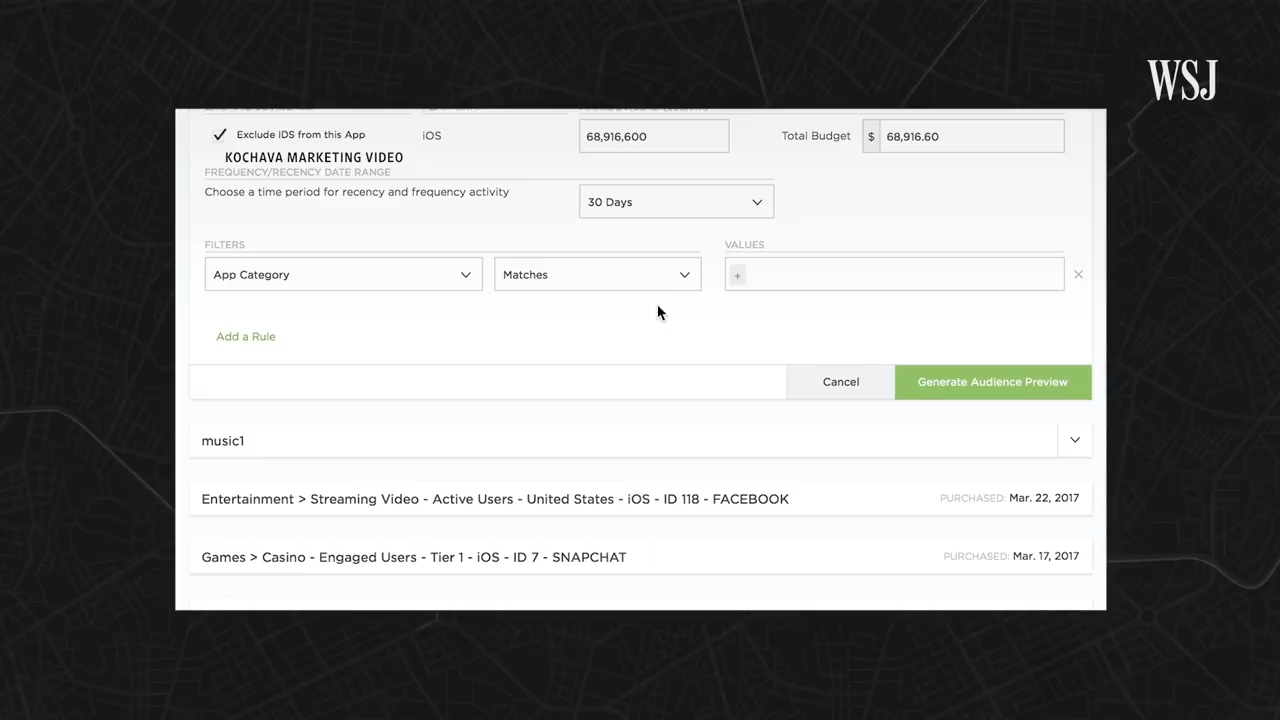 WSJ
Exclude IDS from this App iOS 68,916,600 Total Budget $ 68,916.60
KOCHAVA MARKETING VIDEO
FREQUENCY/RECENCY DATE RANGE
Choose a time period for recency and frequency activity 30 Days
FILTERS VALUES
App Category Matches +
Add a Rule
Cancel Generate Audience Preview
music1
Entertainment > Streaming Video - Active Users - United States - iOS - ID 118 - FACEBOOK PURCHASED: Mar. 22, 2017
Games > Casino - Engaged Users - Tier 1 - iOS - ID 7 - SNAPCHAT PURCHASED: Mar. 17, 2017